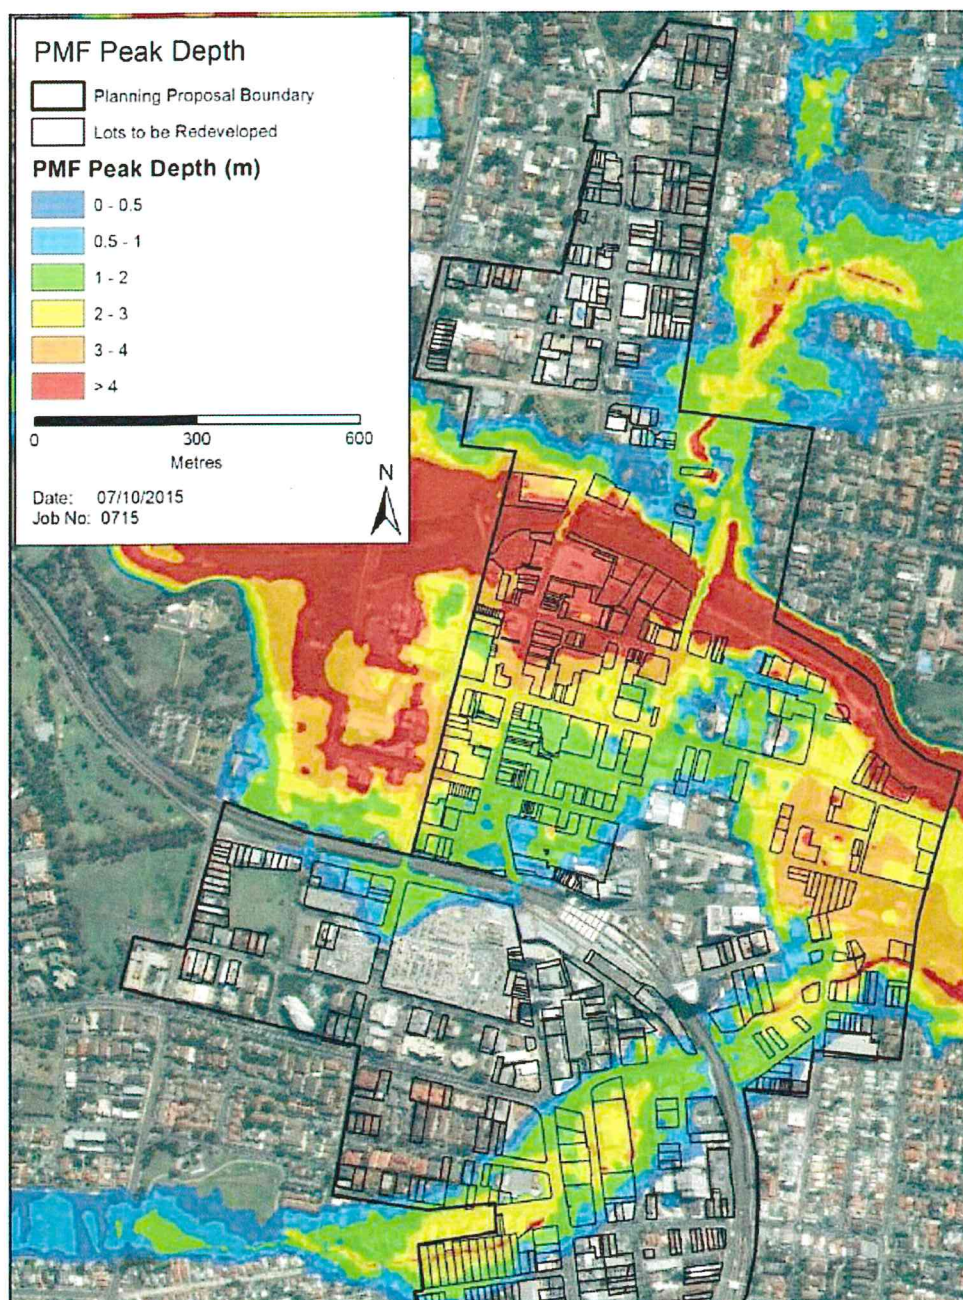 PMF Peak Depth
Planning Proposal Boundary
Lots to be Redeveloped
PMF Peak Depth (m)
0 - 0.5
0.5 - 1
1 - 2
2 - 3
3 - 4
> 4
0 300 600
Metres
N
Date: 07/10/2015
Job No: 0715